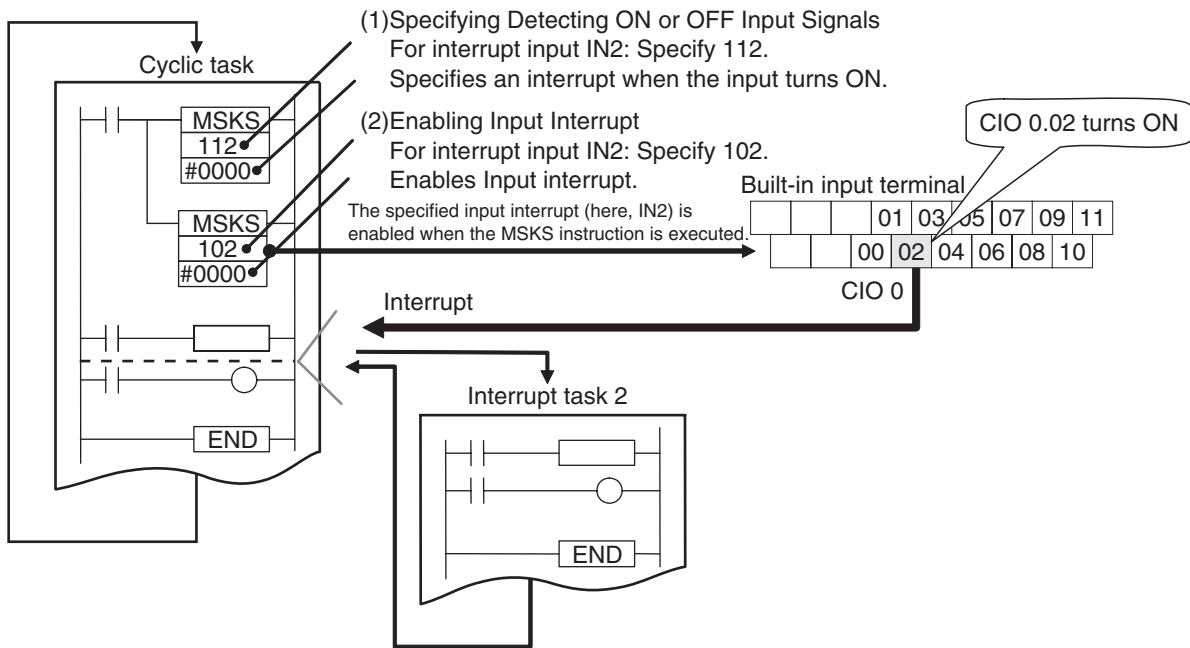 (1)Specifying Detecting ON or OFF Input Signals
For interrupt input IN2: Specify 112.
Specifies an interrupt when the input turns ON.
Cyclic task
MSKS
112
#0000
(2)Enabling Input Interrupt
For interrupt input IN2: Specify 102.
Enables Input interrupt.
CIO 0.02 turns ON
Built-in input terminal
The specified input interrupt (here, IN2) is
enabled when the MSKS instruction is executed.
MSKS
102
#0000
01 03 05 07 09 11
00 02 04 06 08 10
CIO 0
Interrupt
Interrupt task 2
END
END